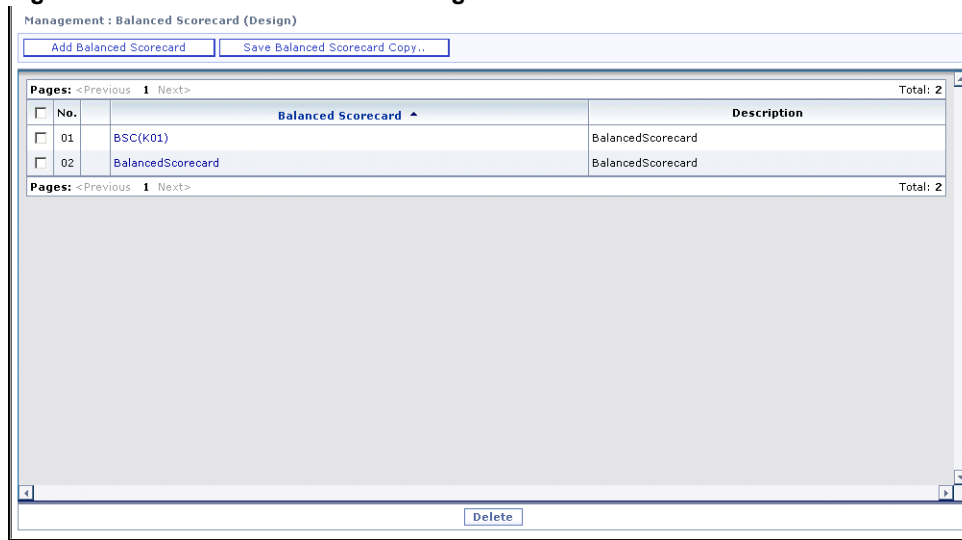 Management : Balanced Scorecard (Design)
Add Balanced Scorecard Save Balanced Scorecard Copy..
Pages: <Previous 1 Next> Total: 2
No. Balanced Scorecard Description
01 BSC(K01) BalancedScorecard
02 BalancedScorecard BalancedScorecard
Pages: <Previous 1 Next> Total: 2
Delete